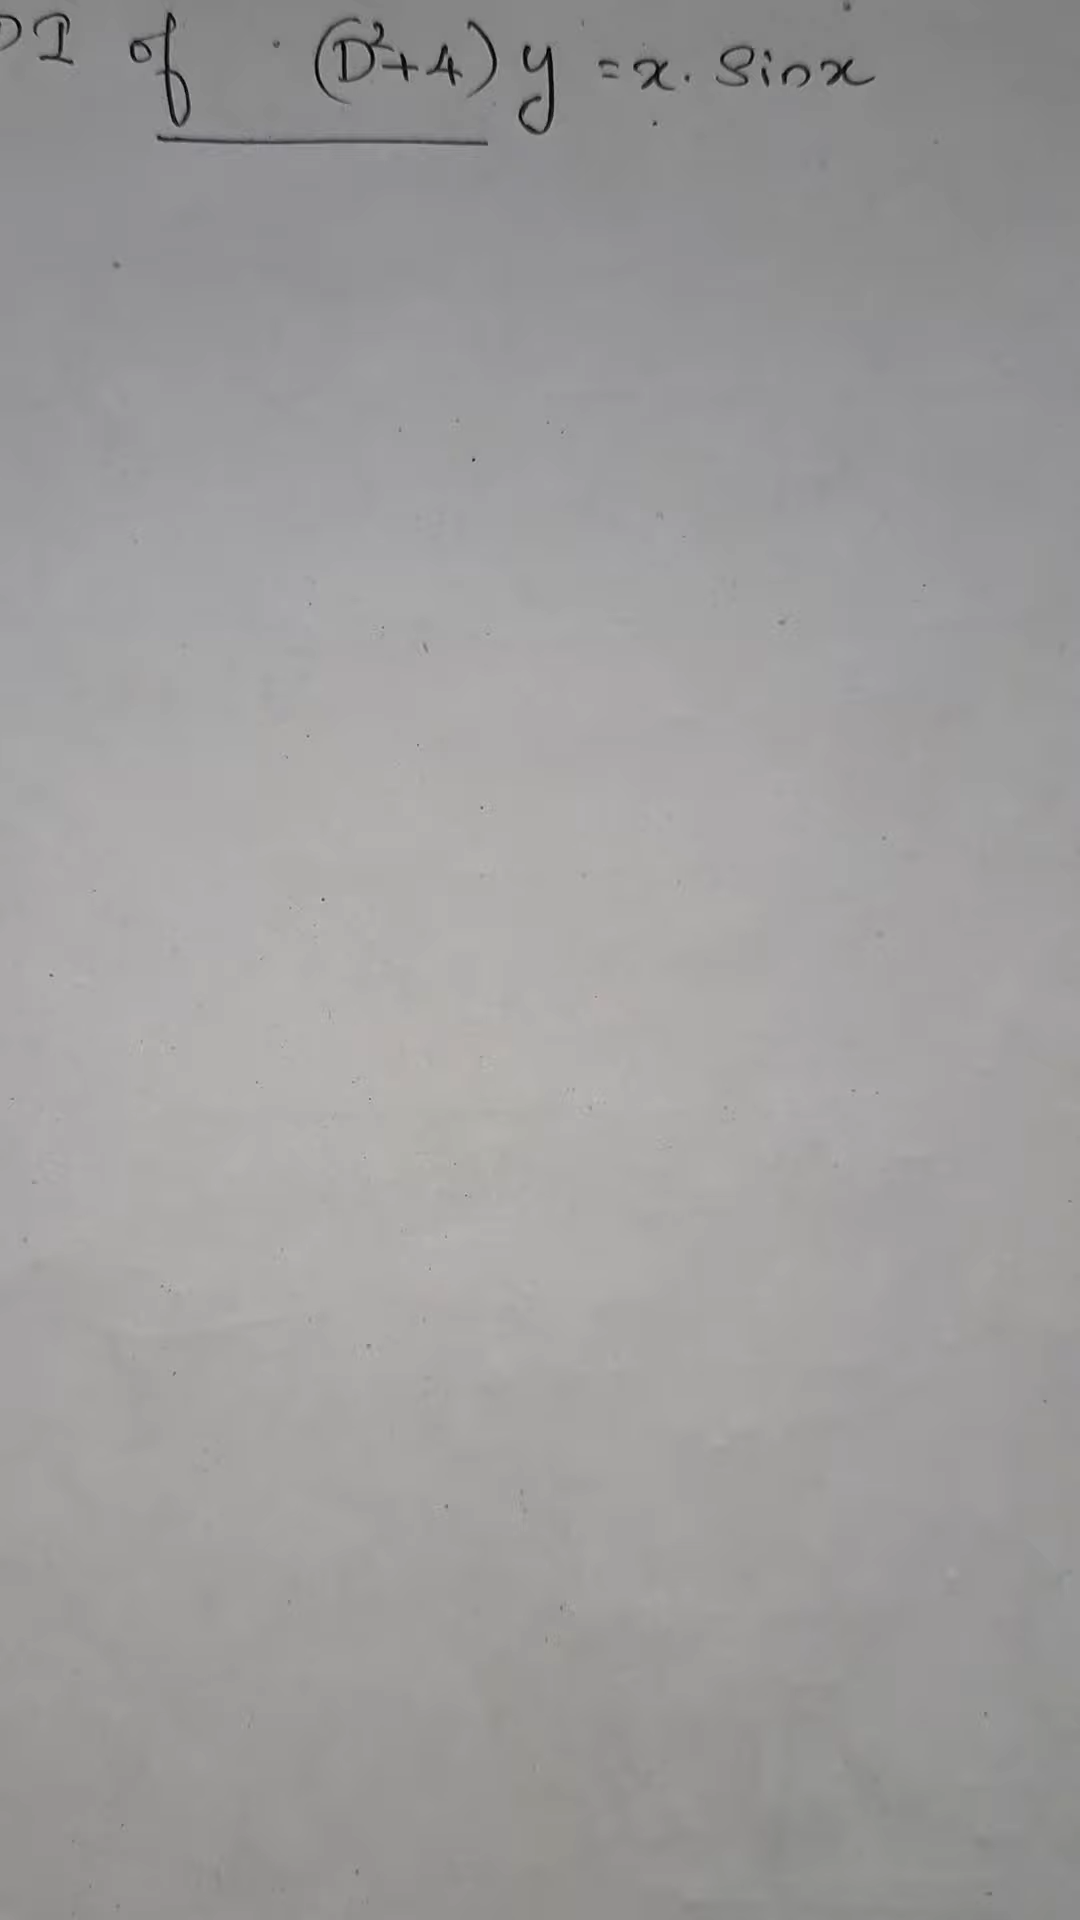 PI of (D²+4) y = x. Sinx